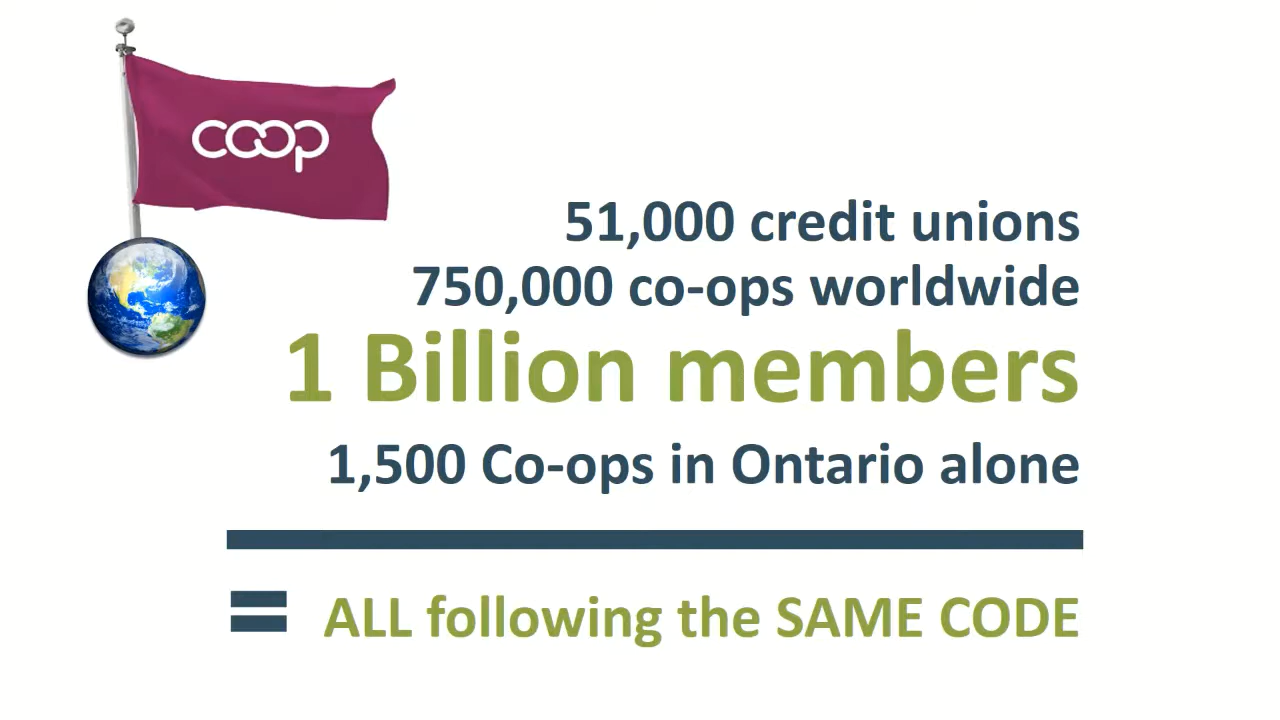 coop
51,000 credit unions
750,000 co-ops worldwide
1 Billion members
1,500 Co-ops in Ontario alone
= ALL following the SAME CODE